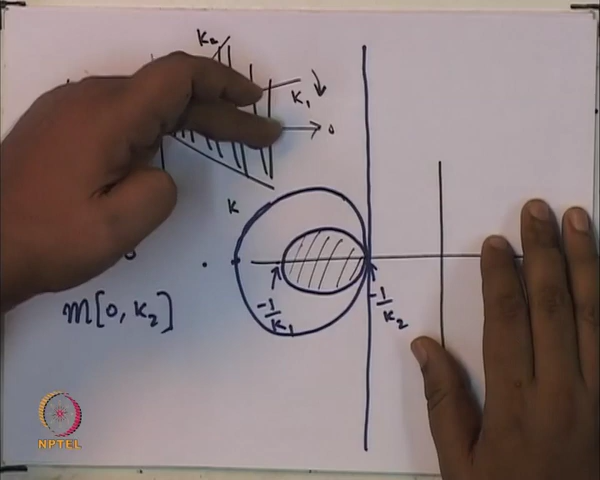 K2
K1
0
K
m[0, K2]
-1/K1
-1/K2
NPTEL